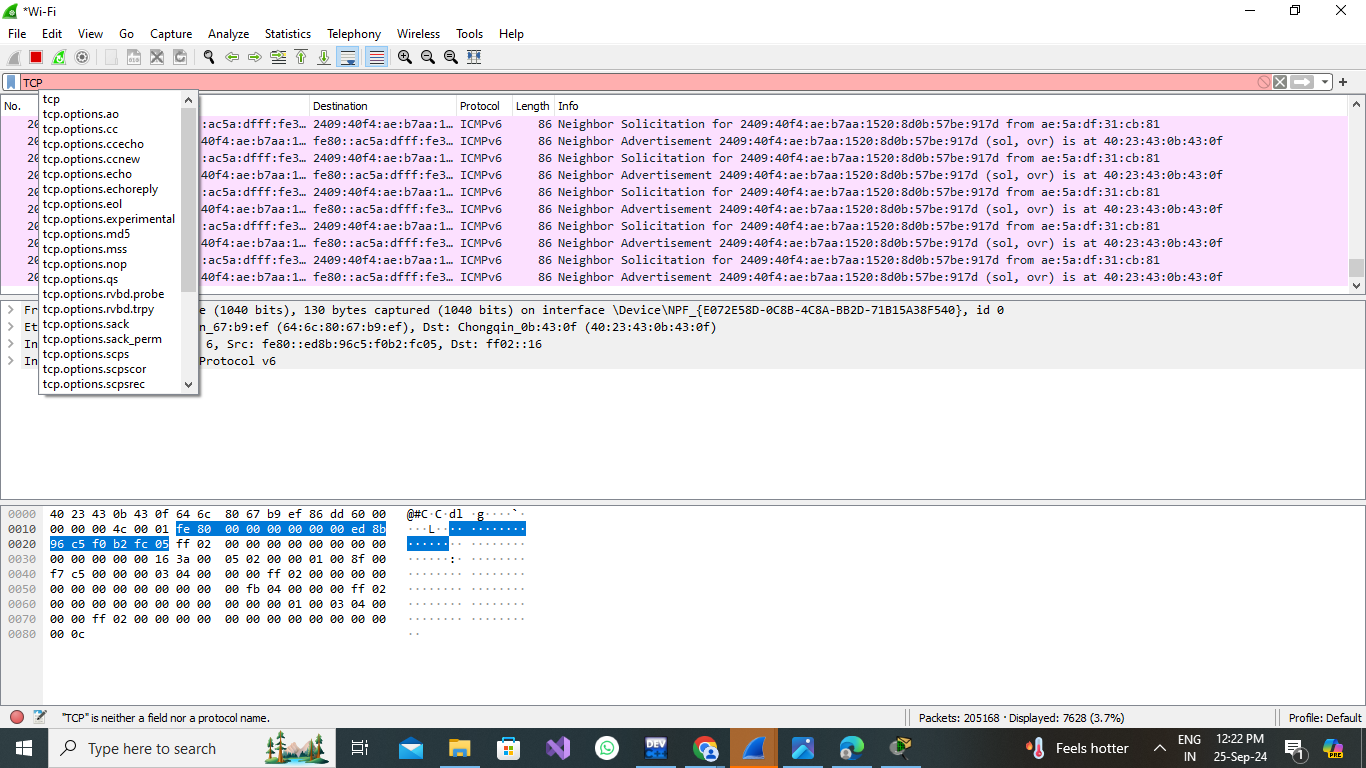 *Wi-Fi
File Edit View Go Capture Analyze Statistics Telephony Wireless Tools Help
TCP
tcp
tcp.options.ao
tcp.options.cc
tcp.options.ccecho
tcp.options.ccnew
tcp.options.echo
tcp.options.echoreply
tcp.options.eol
tcp.options.experimental
tcp.options.md5
tcp.options.mss
tcp.options.nop
tcp.options.qs
tcp.options.rvbd.probe
tcp.options.rvbd.trpy
tcp.options.sack
tcp.options.sack_perm
tcp.options.scps
tcp.options.scpscor
tcp.options.scpsrec
No. Destination Protocol Length Info
20 :ac5a:dfff:fe3… 2409:40f4:ae:b7aa:1… ICMPv6 86 Neighbor Solicitation for 2409:40f4:ae:b7aa:1520:8d0b:57be:917d from ae:5a:df:31:cb:81
20 40f4:ae:b7aa:1… fe80::ac5a:dfff:fe3… ICMPv6 86 Neighbor Advertisement 2409:40f4:ae:b7aa:1520:8d0b:57be:917d (sol, ovr) is at 40:23:43:0b:43:0f
20 :ac5a:dfff:fe3… 2409:40f4:ae:b7aa:1… ICMPv6 86 Neighbor Solicitation for 2409:40f4:ae:b7aa:1520:8d0b:57be:917d from ae:5a:df:31:cb:81
20 40f4:ae:b7aa:1… fe80::ac5a:dfff:fe3… ICMPv6 86 Neighbor Advertisement 2409:40f4:ae:b7aa:1520:8d0b:57be:917d (sol, ovr) is at 40:23:43:0b:43:0f
20 :ac5a:dfff:fe3… 2409:40f4:ae:b7aa:1… ICMPv6 86 Neighbor Solicitation for 2409:40f4:ae:b7aa:1520:8d0b:57be:917d from ae:5a:df:31:cb:81
20 40f4:ae:b7aa:1… fe80::ac5a:dfff:fe3… ICMPv6 86 Neighbor Advertisement 2409:40f4:ae:b7aa:1520:8d0b:57be:917d (sol, ovr) is at 40:23:43:0b:43:0f
20 :ac5a:dfff:fe3… 2409:40f4:ae:b7aa:1… ICMPv6 86 Neighbor Solicitation for 2409:40f4:ae:b7aa:1520:8d0b:57be:917d from ae:5a:df:31:cb:81
20 40f4:ae:b7aa:1… fe80::ac5a:dfff:fe3… ICMPv6 86 Neighbor Advertisement 2409:40f4:ae:b7aa:1520:8d0b:57be:917d (sol, ovr) is at 40:23:43:0b:43:0f
20 :ac5a:dfff:fe3… 2409:40f4:ae:b7aa:1… ICMPv6 86 Neighbor Solicitation for 2409:40f4:ae:b7aa:1520:8d0b:57be:917d from ae:5a:df:31:cb:81
20 40f4:ae:b7aa:1… fe80::ac5a:dfff:fe3… ICMPv6 86 Neighbor Advertisement 2409:40f4:ae:b7aa:1520:8d0b:57be:917d (sol, ovr) is at 40:23:43:0b:43:0f
Fr e (1040 bits), 130 bytes captured (1040 bits) on interface \Device\NPF_{E072E58D-0C8B-4C8A-BB2D-71B15A38F540}, id 0
Et n_67:b9:ef (64:6c:80:67:b9:ef), Dst: Chongqin_0b:43:0f (40:23:43:0b:43:0f)
In 6, Src: fe80::ed8b:96c5:f0b2:fc05, Dst: ff02::16
In Protocol v6
0000 40 23 43 0b 43 0f 64 6c 80 67 b9 ef 86 dd 60 00 @#C·C·dl ·g····`·
0010 00 00 00 4c 00 01 fe 80 00 00 00 00 00 00 ed 8b ···L···· ········
0020 96 c5 f0 b2 fc 05 ff 02 00 00 00 00 00 00 00 00 ········ ········
0030 00 00 00 00 00 16 3a 00 05 02 00 00 01 00 8f 00 ······:· ········
0040 f7 c5 00 00 00 03 04 00 00 00 ff 02 00 00 00 00 ········ ········
0050 00 00 00 00 00 00 00 00 00 fb 04 00 00 00 ff 02 ········ ········
0060 00 00 00 00 00 00 00 00 00 00 00 01 00 03 04 00 ········ ········
0070 00 00 ff 02 00 00 00 00 00 00 00 00 00 00 00 00 ········ ········
0080 00 0c ··
"TCP" is neither a field nor a protocol name.
Packets: 205168 · Displayed: 7628 (3.7%)
Profile: Default
Type here to search
DEV
Feels hotter
ENG
IN
12:22 PM
25-Sep-24
1
PRE